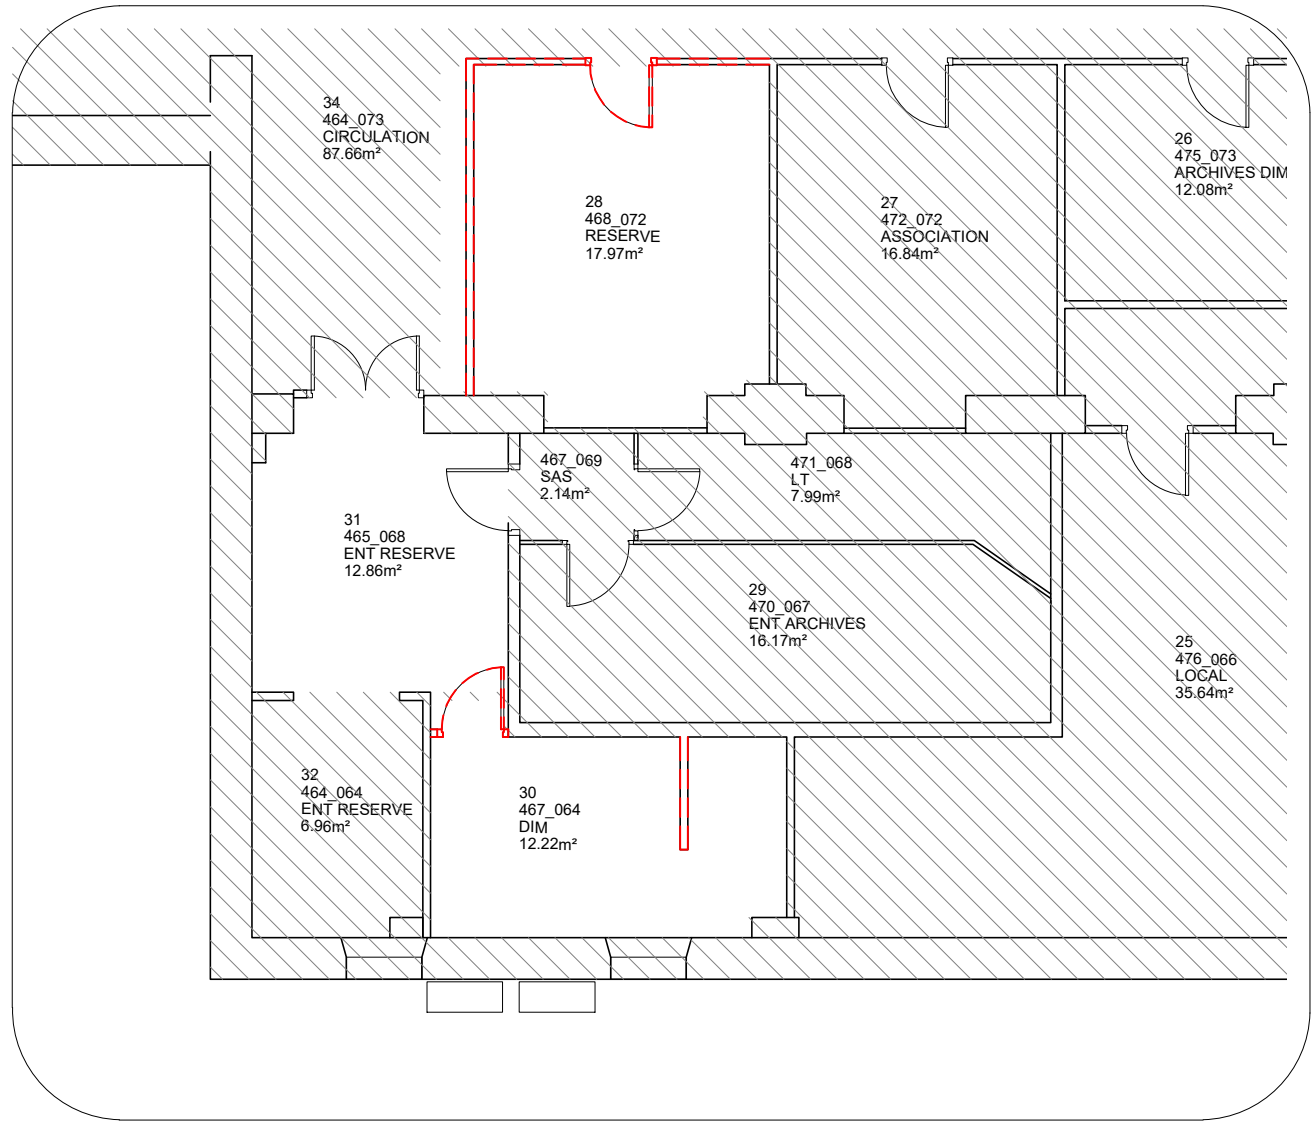 34
464_073
CIRCULATION
87.66m²
26
475_073
ARCHIVES DIM
12.08m²
28
468_072
RESERVE
17.97m²
27
472_072
ASSOCIATION
16.84m²
467_069
SAS
2.14m²
471_068
LT
7.99m²
31
465_068
ENT RESERVE
12.86m²
29
470_067
ENT ARCHIVES
16.17m²
25
476_066
LOCAL
35.64m²
32
464_064
ENT RESERVE
6.96m²
30
467_064
DIM
12.22m²